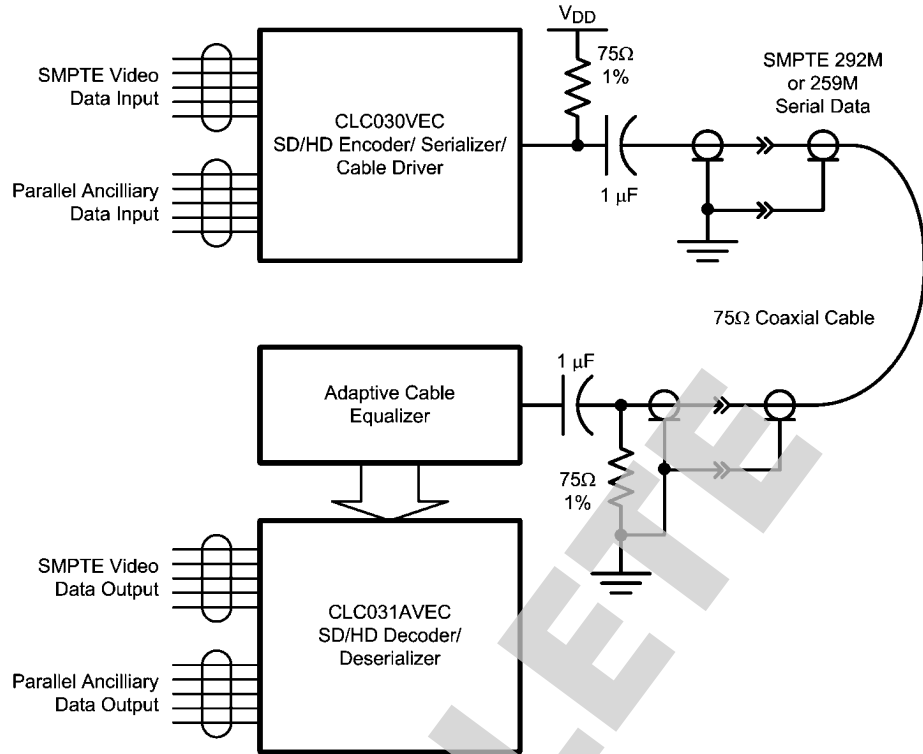 SMPTE Video
Data Input
Parallel Ancilliary
Data Input
CLC030VEC
SD/HD Encoder/ Serializer/
Cable Driver
VDD
75Ω
1%
1 μF
SMPTE 292M
or 259M
Serial Data
75Ω Coaxial Cable
Adaptive Cable
Equalizer
1 μF
75Ω
1%
SMPTE Video
Data Output
Parallel Ancilliary
Data Output
CLC031AVEC
SD/HD Decoder/
Deserializer
LETE